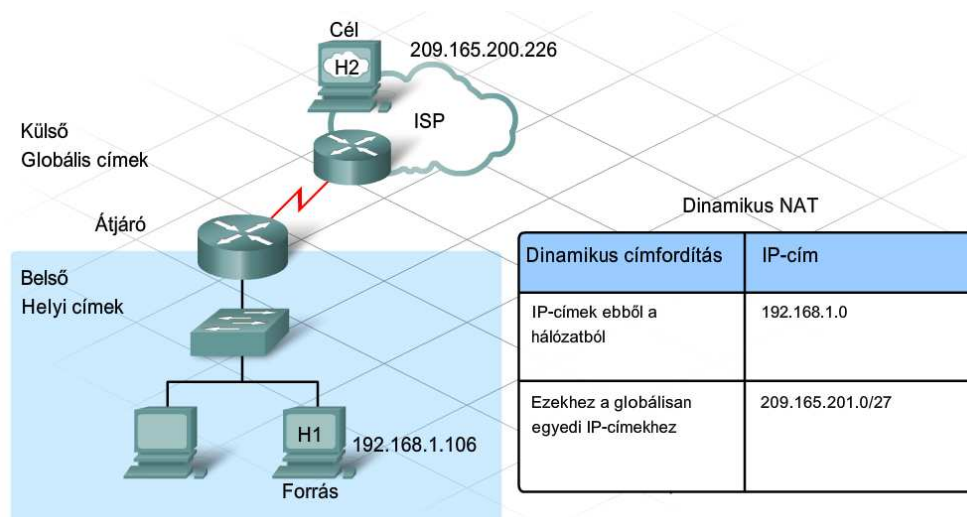 Cél
209.165.200.226
H2
ISP
Külső
Globális címek
Átjáró
Belső
Helyi címek
H1
192.168.1.106
Forrás
Dinamikus NAT
Dinamikus címfordítás
IP-cím
IP-címek ebből a
hálózatból
192.168.1.0
Ezekhez a globálisan
egyedi IP-címekhez
209.165.201.0/27